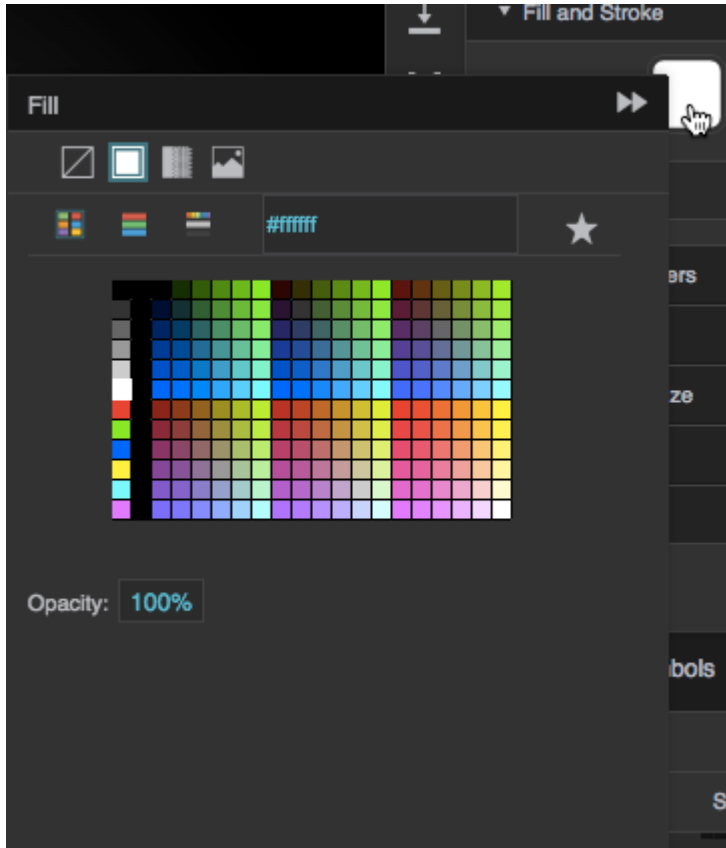 Fill and Stroke
Fill
#ffffff
ers
ze
Opacity: 100%
bols
S